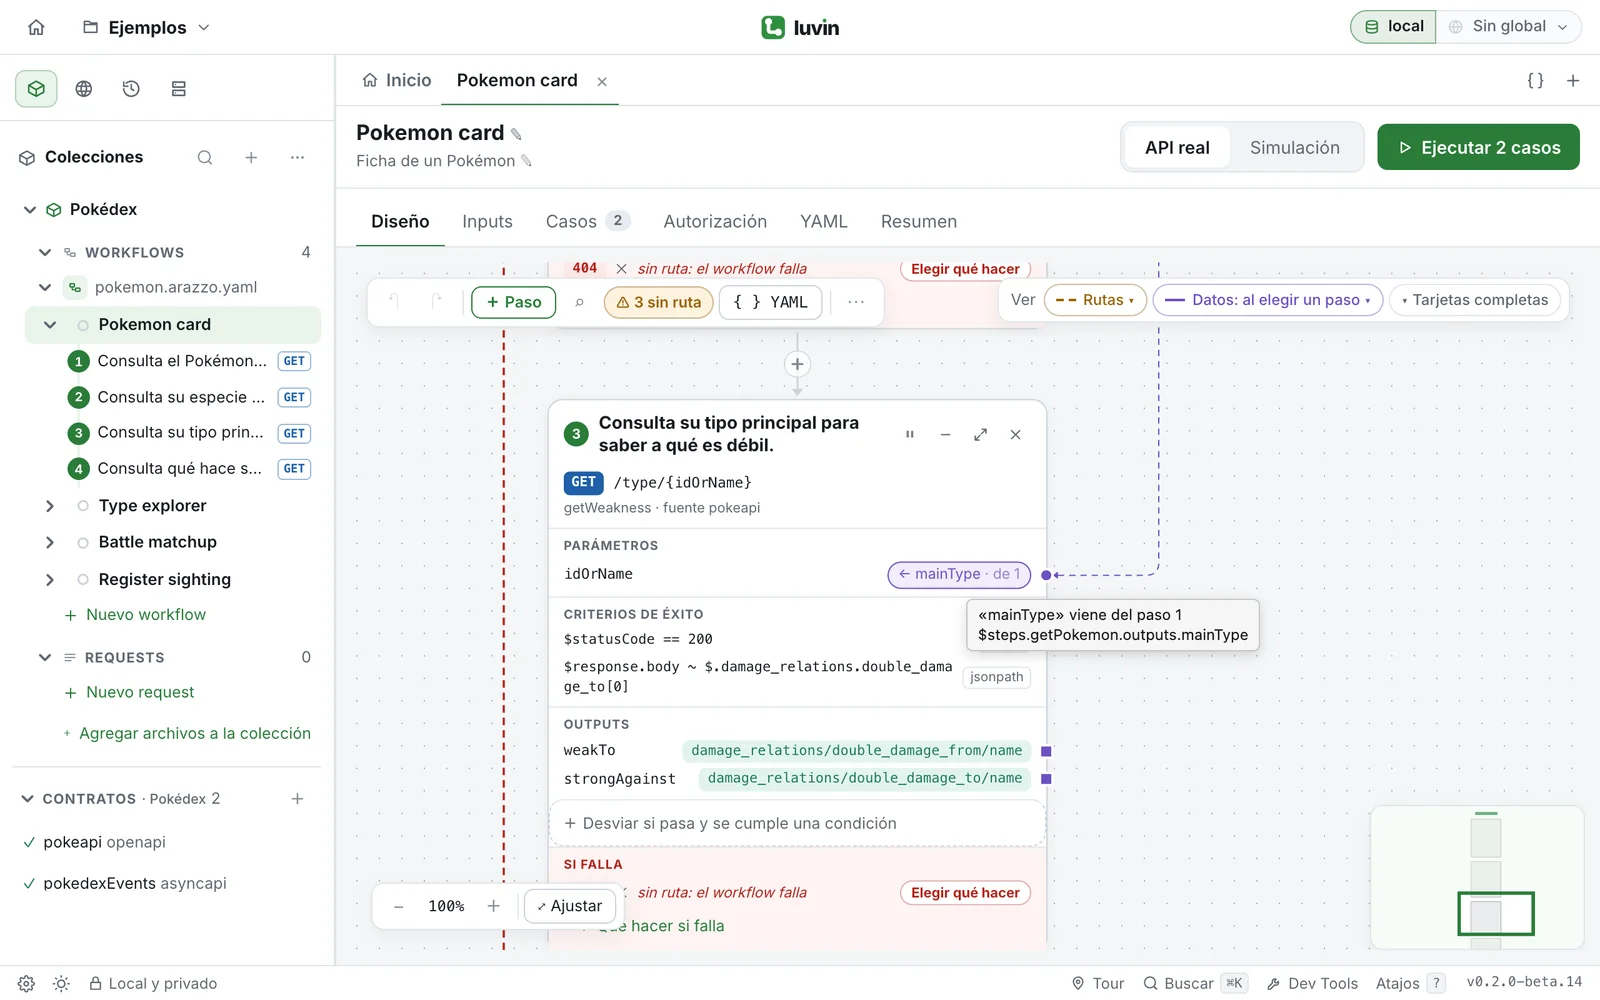 Ejemplos
luvin
local
Sin global
Inicio
Pokemon card
Colecciones
Pokédex
WORKFLOWS 4
pokemon.arazzo.yaml
Pokemon card
1 Consulta el Pokémon... GET
2 Consulta su especie ... GET
3 Consulta su tipo prin... GET
4 Consulta qué hace s... GET
Type explorer
Battle matchup
Register sighting
+ Nuevo workflow
REQUESTS 0
+ Nuevo request
+ Agregar archivos a la colección
CONTRATOS · Pokédex 2
pokeapi openapi
pokedexEvents asyncapi
Pokemon card
Ficha de un Pokémon
API real
Simulación
Ejecutar 2 casos
Diseño
Inputs
Casos 2
Autorización
YAML
Resumen
404 sin ruta: el workflow falla
Elegir qué hacer
+ Paso
3 sin ruta
{ } YAML
Ver
Rutas
Datos: al elegir un paso
Tarjetas completas
3 Consulta su tipo principal para
saber a qué es débil.
GET /type/{idOrName}
getWeakness · fuente pokeapi
PARÁMETROS
idOrName
← mainType · de 1
«mainType» viene del paso 1
$steps.getPokemon.outputs.mainType
CRITERIOS DE ÉXITO
$statusCode == 200
$response.body ~ $.damage_relations.double_dama
ge_to[0]
jsonpath
OUTPUTS
weakTo damage_relations/double_damage_from/name
strongAgainst damage_relations/double_damage_to/name
+ Desviar si pasa y se cumple una condición
SI FALLA
sin ruta: el workflow falla
Elegir qué hacer
hacer si falla
− 100% +
Ajustar
Local y privado
Tour
Buscar ⌘K
Dev Tools
Atajos ?
v0.2.0-beta.14